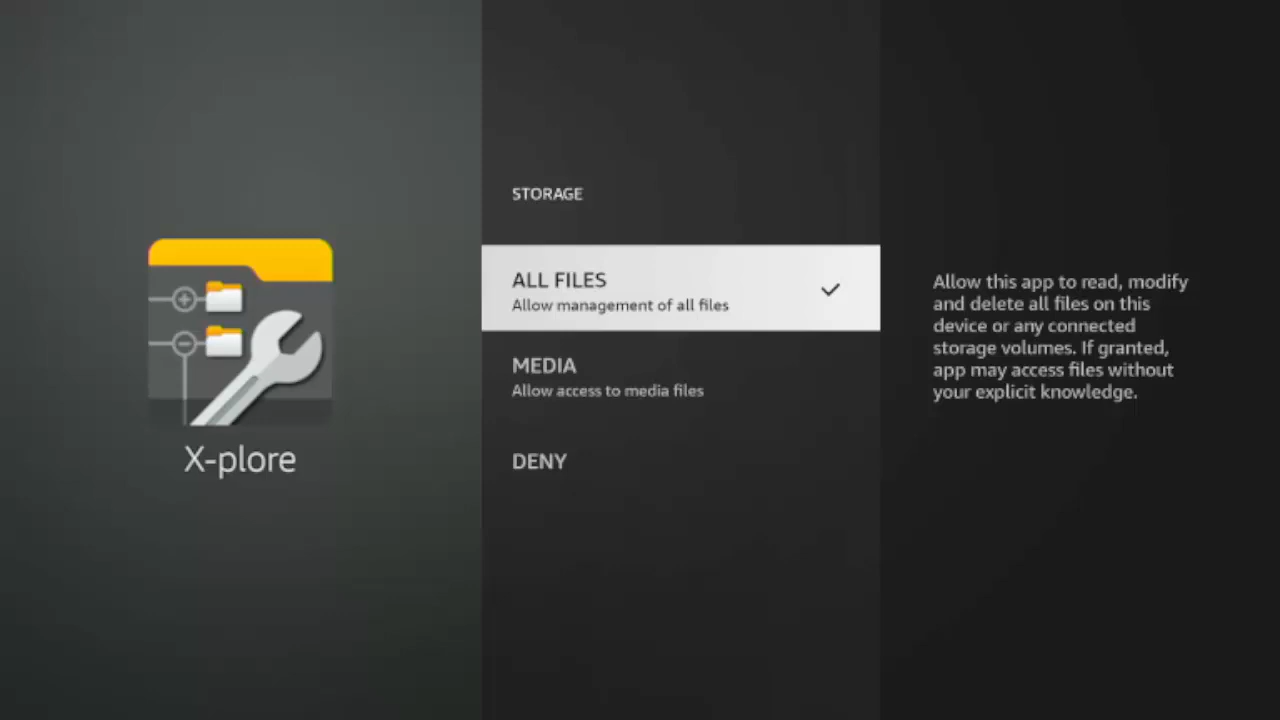 X-plore
STORAGE
ALL FILES
Allow management of all files
MEDIA
Allow access to media files
DENY
Allow this app to read, modify
and delete all files on this
device or any connected
storage volumes. If granted,
app may access files without
your explicit knowledge.